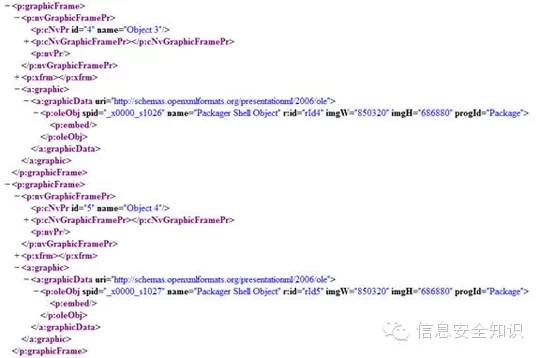 − <p:graphicFrame>
− <p:nvGraphicFramePr>
<p:cNvPr id="4" name="Object 3"/>
+ <p:cNvGraphicFramePr></p:cNvGraphicFramePr>
<p:nvPr/>
</p:nvGraphicFramePr>
+ <p:xfrm></p:xfrm>
− <a:graphic>
− <a:graphicData uri="http://schemas.openxmlformats.org/presentationml/2006/ole">
− <p:oleObj spid="_x0000_s1026" name="Packager Shell Object" r:id="rId4" imgW="850320" imgH="686880" progId="Package">
<p:embed/>
</p:oleObj>
</a:graphicData>
</a:graphic>
</p:graphicFrame>
− <p:graphicFrame>
− <p:nvGraphicFramePr>
<p:cNvPr id="5" name="Object 4"/>
+ <p:cNvGraphicFramePr></p:cNvGraphicFramePr>
<p:nvPr/>
</p:nvGraphicFramePr>
+ <p:xfrm></p:xfrm>
− <a:graphic>
− <a:graphicData uri="http://schemas.openxmlformats.org/presentationml/2006/ole">
− <p:oleObj spid="_x0000_s1027" name="Packager Shell Object" r:id="rId5" imgW="850320" imgH="686880" progId="Package">
<p:embed/>
</p:oleObj>
</a:graphicData>
</a:graphic>
</p:graphicFrame>
信息安全知识